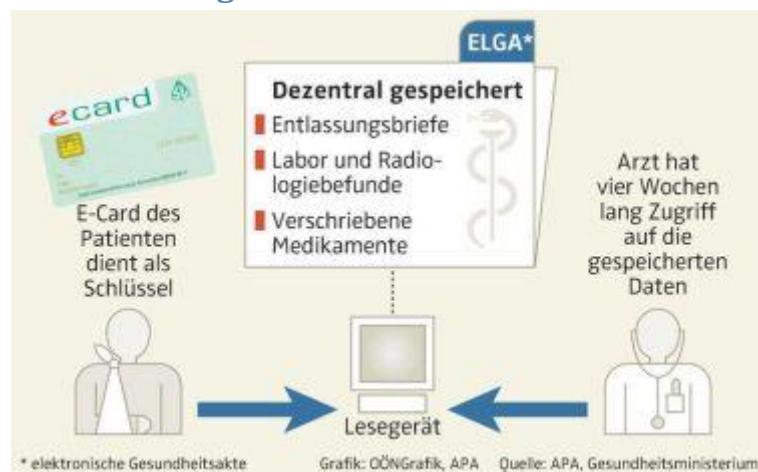 ELGA*
ecard
Dezentral gespeichert
Entlassungsbriefe
Labor und Radio-
logiebefunde
Verschriebene
Medikamente
E-Card des
Patienten
dient als
Schlüssel
Arzt hat
vier Wochen
lang Zugriff
auf die
gespeicherten
Daten
Lesegerät
* elektronische Gesundheitsakte
Grafik: OÖNGrafik, APA
Quelle: APA, Gesundheitsministerium